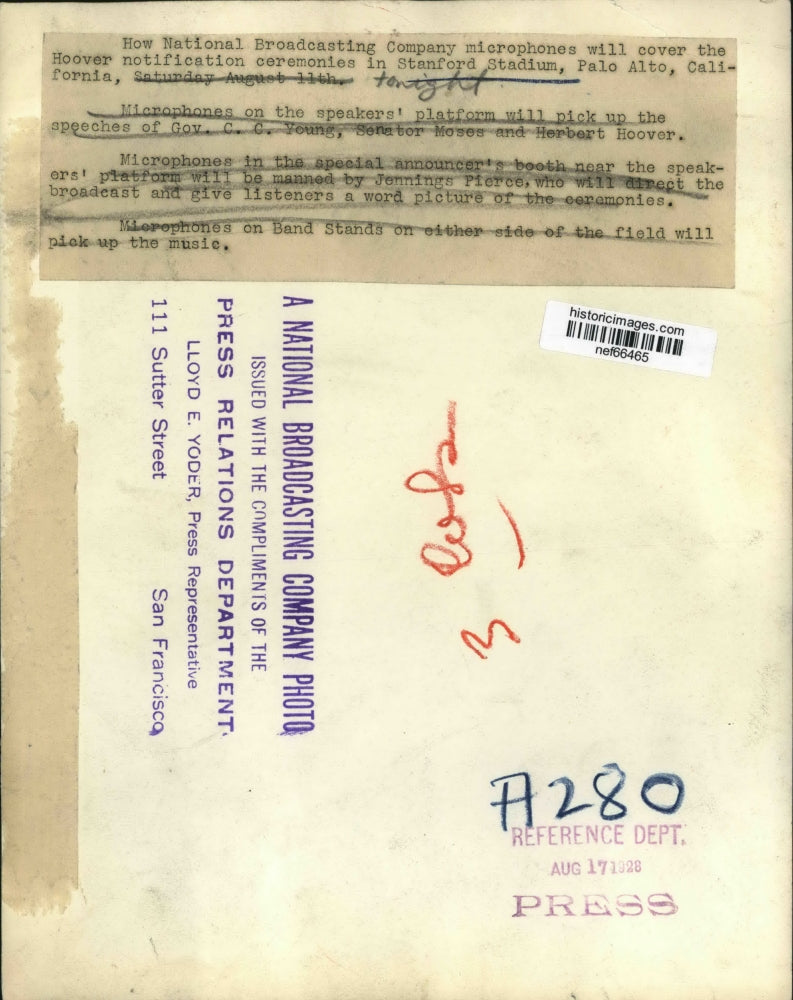 How National Broadcasting Company microphones will cover the
Hoover notification ceremonies in Stanford Stadium, Palo Alto, Cali-
fornia, Saturday August 11th. tonight
Microphones on the speakers' platform will pick up the
speeches of Gov. C. C. Young, Senator Moses and Herbert Hoover.
Microphones in the special announcer's booth near the speak-
ers' platform will be manned by Jennings Pierce, who will direct the
broadcast and give listeners a word picture of the ceremonies.
Microphones on Band Stands on either side of the field will
pick up the music.
A NATIONAL BROADCASTING COMPANY PHOTO
ISSUED WITH THE COMPLIMENTS OF THE
PRESS RELATIONS DEPARTMENT
LLOYD E. YODER, Press Representative
111 Sutter Street San Francisco
historicimages.com
nef66465
3
A280
REFERENCE DEPT.
AUG 17 1928
PRESS